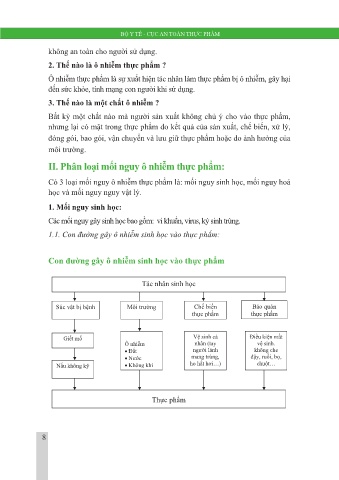 BỘ Y TẾ - CỤC AN TOÀN THỰC PHẨM
không an toàn cho người sử dụng.
2. Thế nào là ô nhiễm thực phẩm ?
Ô nhiễm thực phẩm là sự xuất hiện tác nhân làm thực phẩm bị ô nhiễm, gây hại
đến sức khỏe, tính mạng con người khi sử dụng.
3. Thế nào là một chất ô nhiễm ?
Bất kỳ một chất nào mà người sản xuất không chủ ý cho vào thực phẩm,
nhưng lại có mặt trong thực phẩm do kết quả của sản xuất, chế biến, xử lý,
đóng gói, bao gói, vận chuyển và lưu giữ thực phẩm hoặc do ảnh hưởng của
môi trường.
II. Phân loại mối nguy ô nhiễm thực phẩm:
Có 3 loại mối nguy ô nhiễm thực phẩm là: mối nguy sinh học, mối nguy hoá
học và mối nguy nguy vật lý.
1. Mối nguy sinh học:
Các mối nguy gây sinh học bao gồm: vi khuẩn, virus, ký sinh trùng.
1.1. Con đường gây ô nhiễm sinh học vào thực phẩm:
Con đường gây ô nhiễm sinh học vào thực phẩm
Tác nhân sinh học
Súc vật bị bệnh
Môi trường
Chế biến
thực phẩm
Bảo quản
thực phẩm
Giết mổ
Nấu không kỹ
Ô nhiễm
• Đất
• Nước
• Không khí
Vệ sinh cá
nhân (tay
người lành
mang trùng,
ho hắt hơi…)
Điều kiện mất
vệ sinh.
không che
đậy, ruồi, bọ,
chuột…
Thực phẩm
8